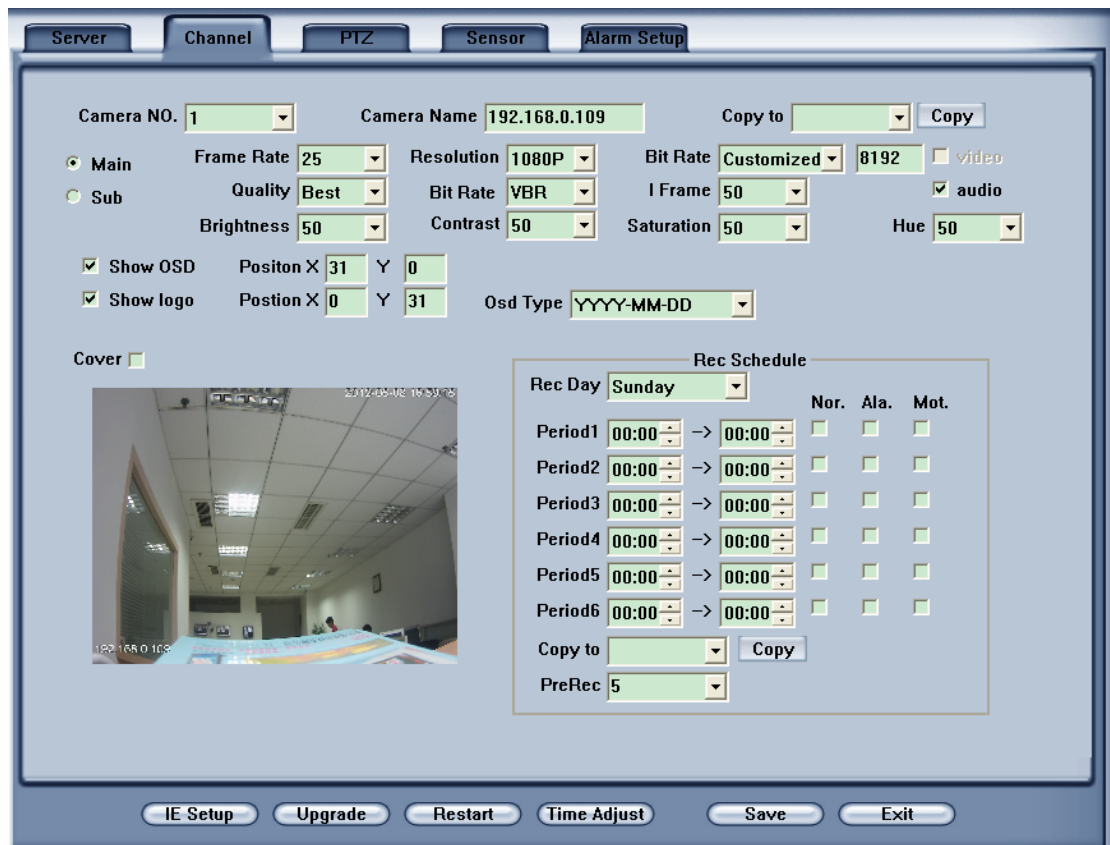 Server Channel PTZ Sensor Alarm Setup
Camera NO. 1 Camera Name 192.168.0.109 Copy to Copy
Main Frame Rate 25 Resolution 1080P Bit Rate Customized 8192 video
Sub Quality Best Bit Rate VBR I Frame 50 audio
Brightness 50 Contrast 50 Saturation 50 Hue 50
Show OSD Positon X 31 Y 0
Show logo Postion X 0 Y 31 Osd Type YYYY-MM-DD
Cover
192.168.0.109
Rec Schedule
Rec Day Sunday
Nor. Ala. Mot.
Period1 00:00 -> 00:00
Period2 00:00 -> 00:00
Period3 00:00 -> 00:00
Period4 00:00 -> 00:00
Period5 00:00 -> 00:00
Period6 00:00 -> 00:00
Copy to Copy
PreRec 5
IE Setup Upgrade Restart Time Adjust Save Exit